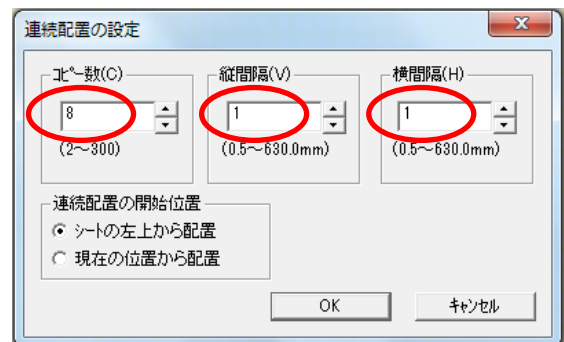 連続配置の設定
コピー数(C)
縦間隔(V)
横間隔(H)
8
1
1
(2～300)
(0.5～630.0mm)
(0.5～630.0mm)
連続配置の開始位置
シートの左上から配置
現在の位置から配置
OK
キャンセル